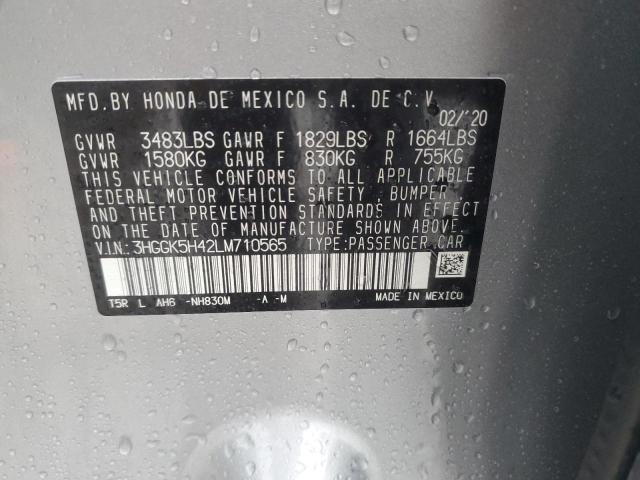 MFD.BY HONDA DE MEXICO S.A. DE C.V.
02/'20
GVWR 3483LBS GAWR F 1829LBS R 1664LBS
GVWR 1580KG GAWR F 830KG R 755KG
THIS VEHICLE CONFORMS TO ALL APPLICABLE
FEDERAL MOTOR VEHICLE SAFETY, BUMPER
AND THEFT PREVENTION STANDARDS IN EFFECT
ON THE DATE OF MANUFACTURE SHOWN ABOVE.
V.I.N.: 3HGGK5H42LM710565 TYPE:PASSENGER CAR
T5R L AH6 -NH830M -A -M MADE IN MEXICO